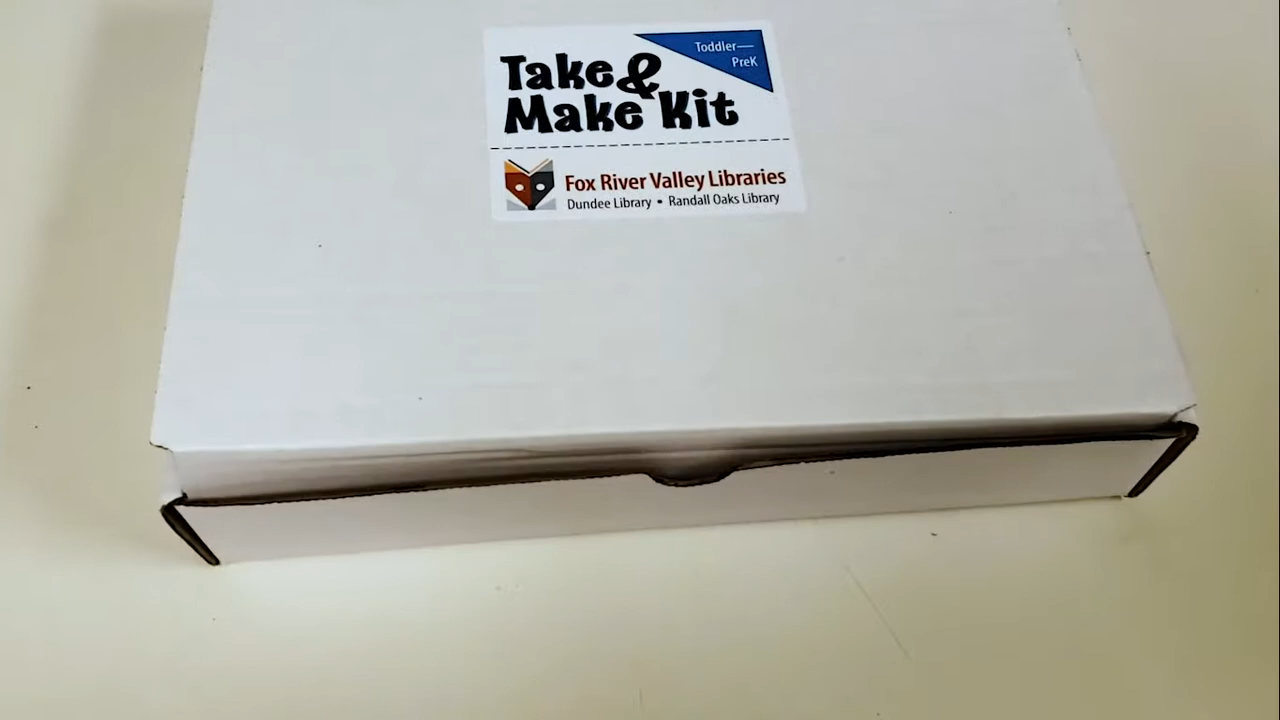 Toddler—
PreK
Take &
Make Kit
Fox River Valley Libraries
Dundee Library • Randall Oaks Library